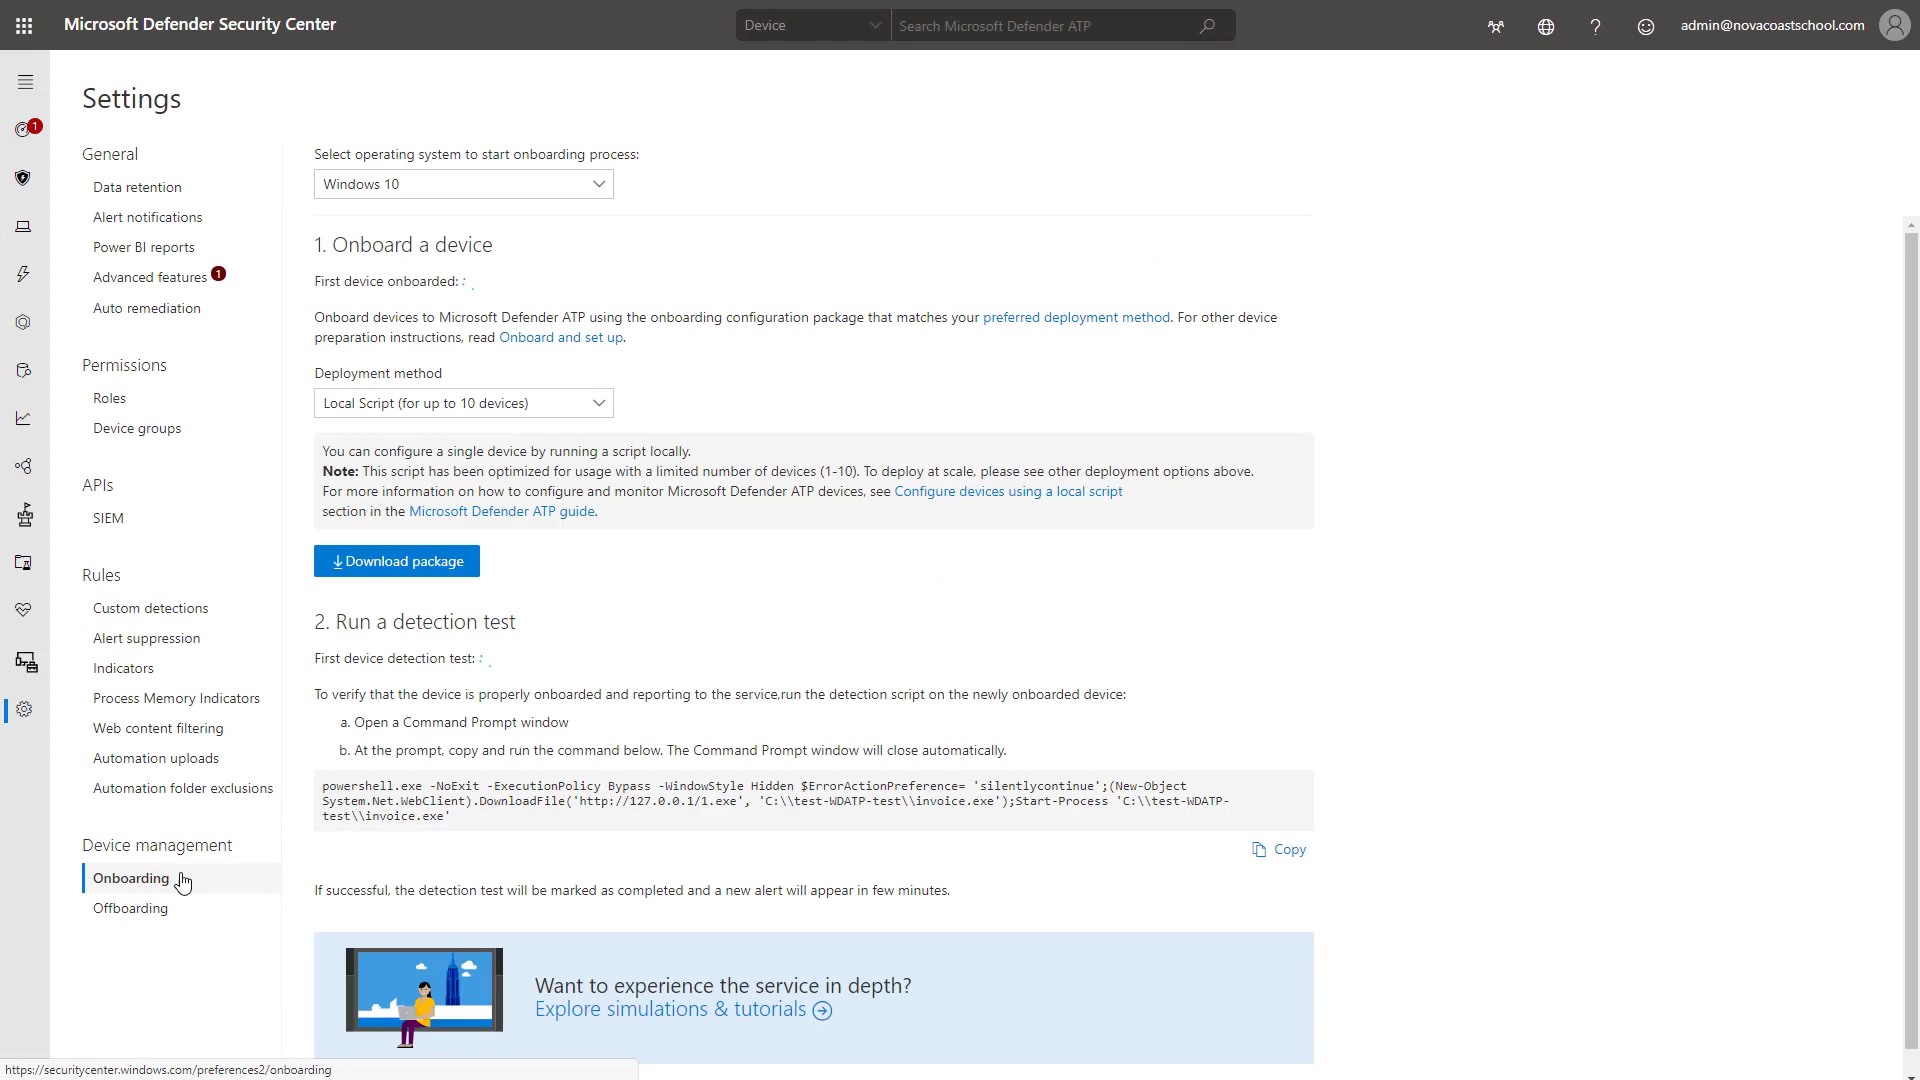 Microsoft Defender Security Center
Device
Search Microsoft Defender ATP
admin@novacoastschool.com
1
Settings
General
Data retention
Alert notifications
Power BI reports
Advanced features 1
Auto remediation
Permissions
Roles
Device groups
APIs
SIEM
Rules
Custom detections
Alert suppression
Indicators
Process Memory Indicators
Web content filtering
Automation uploads
Automation folder exclusions
Device management
Onboarding
Offboarding
Select operating system to start onboarding process:
Windows 10
1. Onboard a device
First device onboarded:
Onboard devices to Microsoft Defender ATP using the onboarding configuration package that matches your preferred deployment method. For other device
preparation instructions, read Onboard and set up.
Deployment method
Local Script (for up to 10 devices)
You can configure a single device by running a script locally.
Note: This script has been optimized for usage with a limited number of devices (1-10). To deploy at scale, please see other deployment options above.
For more information on how to configure and monitor Microsoft Defender ATP devices, see Configure devices using a local script
section in the Microsoft Defender ATP guide.
Download package
2. Run a detection test
First device detection test:
To verify that the device is properly onboarded and reporting to the service,run the detection script on the newly onboarded device:
a. Open a Command Prompt window
b. At the prompt, copy and run the command below. The Command Prompt window will close automatically.
powershell.exe -NoExit -ExecutionPolicy Bypass -WindowStyle Hidden $ErrorActionPreference= 'silentlycontinue';(New-Object
System.Net.WebClient).DownloadFile('http://127.0.0.1/1.exe', 'C:\\test-WDATP-test\\invoice.exe');Start-Process 'C:\\test-WDATP-
test\\invoice.exe'
Copy
If successful, the detection test will be marked as completed and a new alert will appear in few minutes.
Want to experience the service in depth?
Explore simulations & tutorials
https://securitycenter.windows.com/preferences2/onboarding